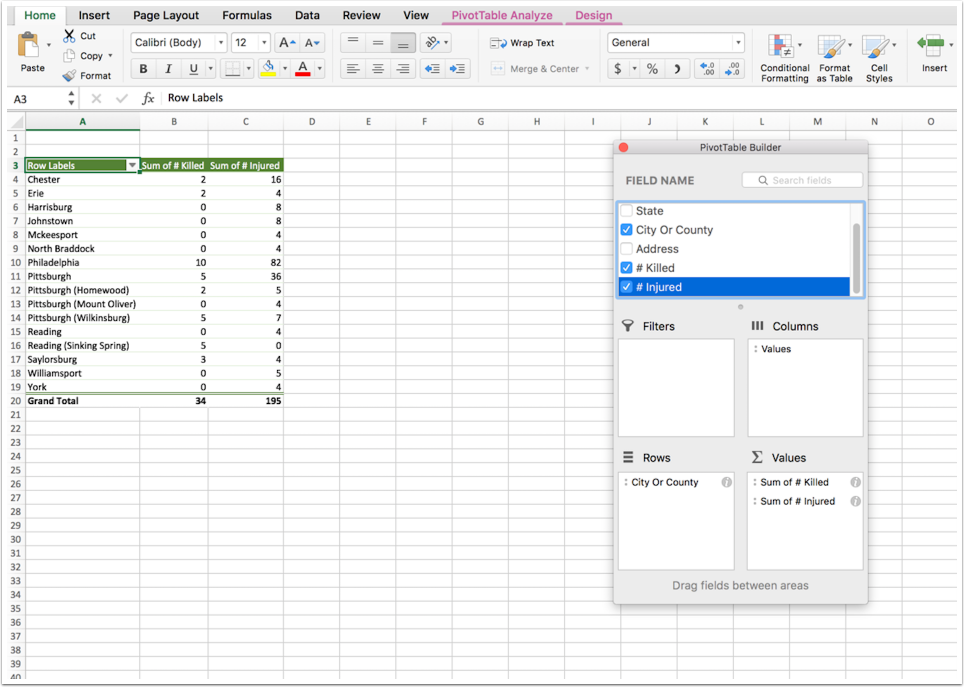 Home Insert Page Layout Formulas Data Review View PivotTable Analyze Design
Cut
Copy
Format
Paste
Calibri (Body) 12 A A
B I U A
Wrap Text
Merge & Center
General
$ % )
.0 .00
.00 .0
Conditional Formatting
Format as Table
Cell Styles
Insert
A3 fx Row Labels
A B C D E F G H I J K L M N O
1
2
3 Row Labels Sum of # Killed Sum of # Injured
4 Chester 2 16
5 Erie 2 4
6 Harrisburg 0 8
7 Johnstown 0 8
8 Mckeesport 0 4
9 North Braddock 0 4
10 Philadelphia 10 82
11 Pittsburgh 5 36
12 Pittsburgh (Homewood) 2 5
13 Pittsburgh (Mount Oliver) 0 4
14 Pittsburgh (Wilkinsburg) 5 7
15 Reading 0 4
16 Reading (Sinking Spring) 5 0
17 Saylorsburg 3 4
18 Williamsport 0 5
19 York 0 4
20 Grand Total 34 195
21
22
23
24
25
26
27
28
29
30
31
32
33
34
35
36
37
38
39
40
PivotTable Builder
FIELD NAME Search fields
State
City Or County
Address
# Killed
# Injured
Filters Columns
Values
Rows Σ Values
City Or County Sum of # Killed
Sum of # Injured
Drag fields between areas